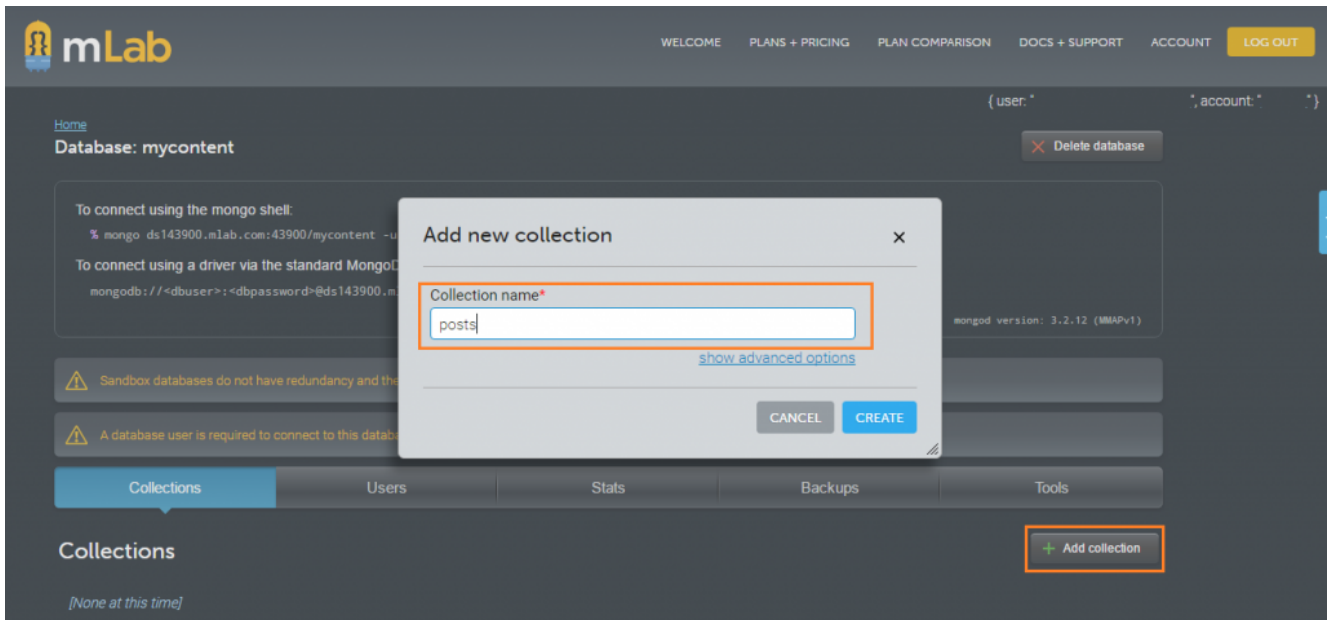 mLab
WELCOME PLANS + PRICING PLAN COMPARISON DOCS + SUPPORT ACCOUNT LOG OUT
{ user: " ", account: " " }
Home
Database: mycontent
Delete database
To connect using the mongo shell:
% mongo ds143900.mlab.com:43900/mycontent -u
To connect using a driver via the standard
mongodb://<dbuser>:<dbpassword>@ds143900.m
mongod version: 3.2.12 (MMAPv1)
Add new collection
×
Collection name*
posts
show advanced options
CANCEL CREATE
Sandbox databases do not have redundancy and
A database user is required to connect to this
Collections Users Stats Backups Tools
Collections
+ Add collection
[None at this time]